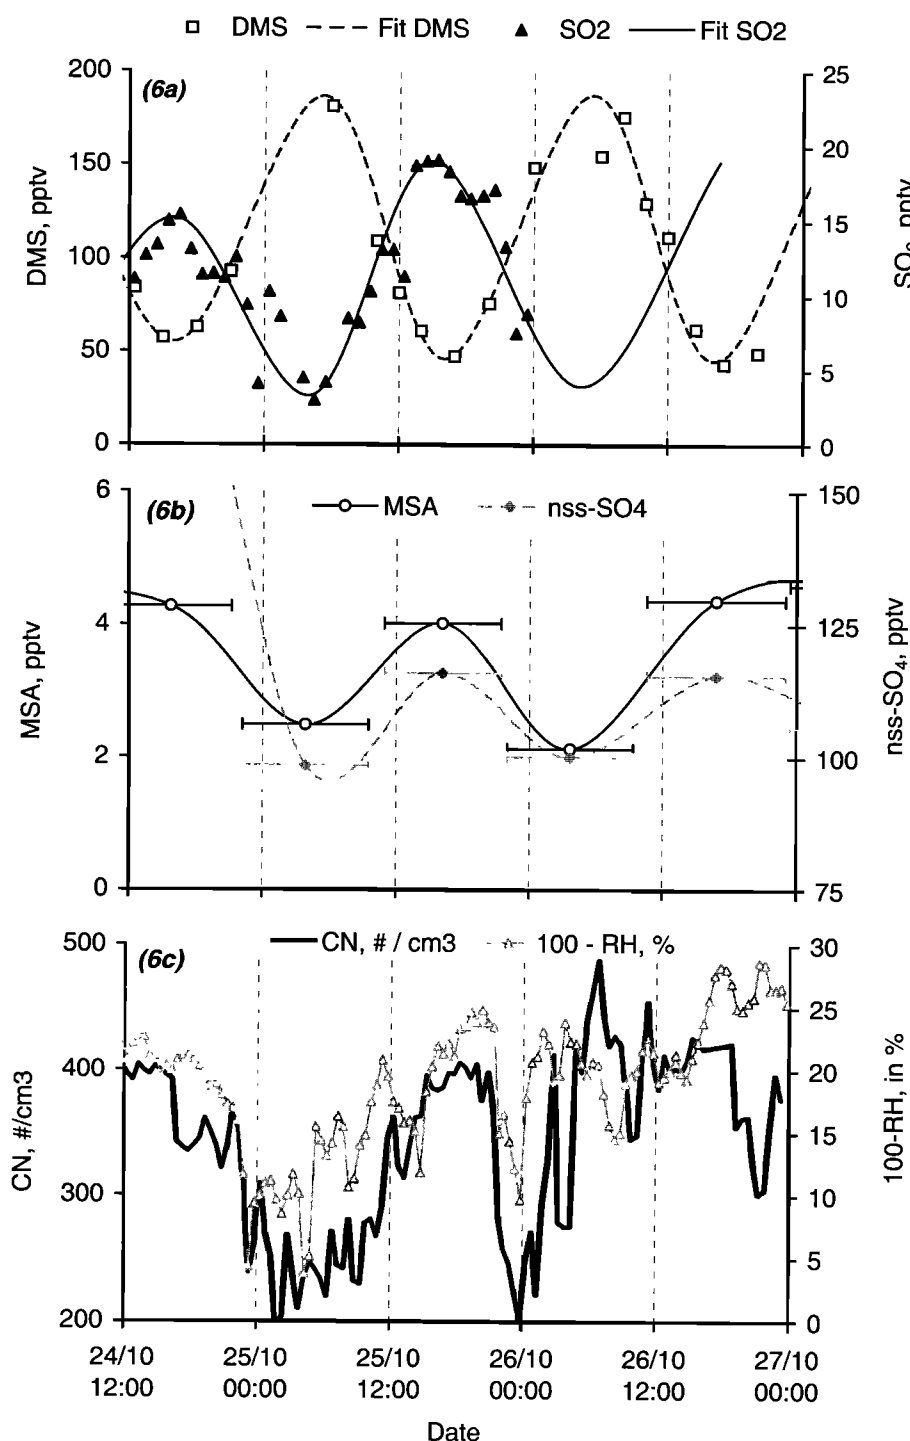 DMS Fit DMS SO2 Fit SO2
200 25
(6a)
150 20
DMS, pptv
100 15
10
50 5
0 0
6 150
(6b) MSA nss-SO4
4 125
MSA, pptv nss-SO₄, pptv
2 100
0 75
500 30
(6c) CN, # / cm3 100 - RH, %
25
400 20
CN, #/cm3 100-RH, in %
15
300 10
5
200 0
24/10 25/10 25/10 26/10 26/10 27/10
12:00 00:00 12:00 00:00 12:00 00:00
Date